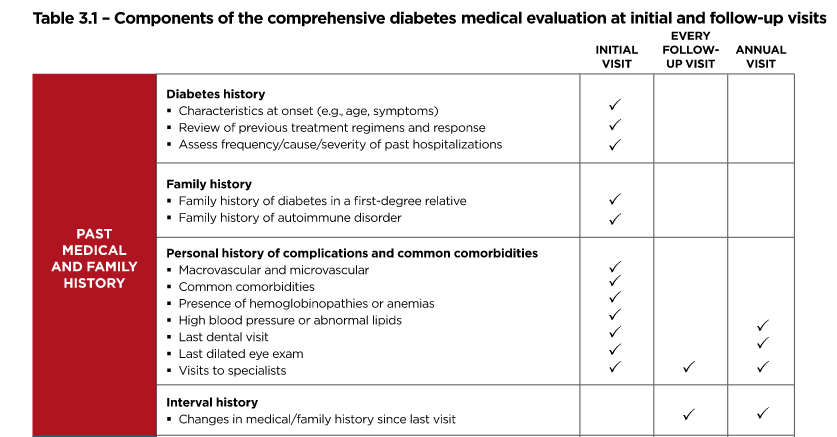 Table 3.1 – Components of the comprehensive diabetes medical evaluation at initial and follow-up visits
INITIAL VISIT
EVERY FOLLOW-UP VISIT
ANNUAL VISIT
PAST MEDICAL AND FAMILY HISTORY
Diabetes history
▪ Characteristics at onset (e.g., age, symptoms) ✓
▪ Review of previous treatment regimens and response ✓
▪ Assess frequency/cause/severity of past hospitalizations ✓
Family history
▪ Family history of diabetes in a first-degree relative ✓
▪ Family history of autoimmune disorder ✓
Personal history of complications and common comorbidities
▪ Macrovascular and microvascular ✓
▪ Common comorbidities ✓
▪ Presence of hemoglobinopathies or anemias ✓
▪ High blood pressure or abnormal lipids ✓
▪ Last dental visit ✓ ✓
▪ Last dilated eye exam ✓ ✓
▪ Visits to specialists ✓ ✓ ✓
Interval history
▪ Changes in medical/family history since last visit ✓ ✓